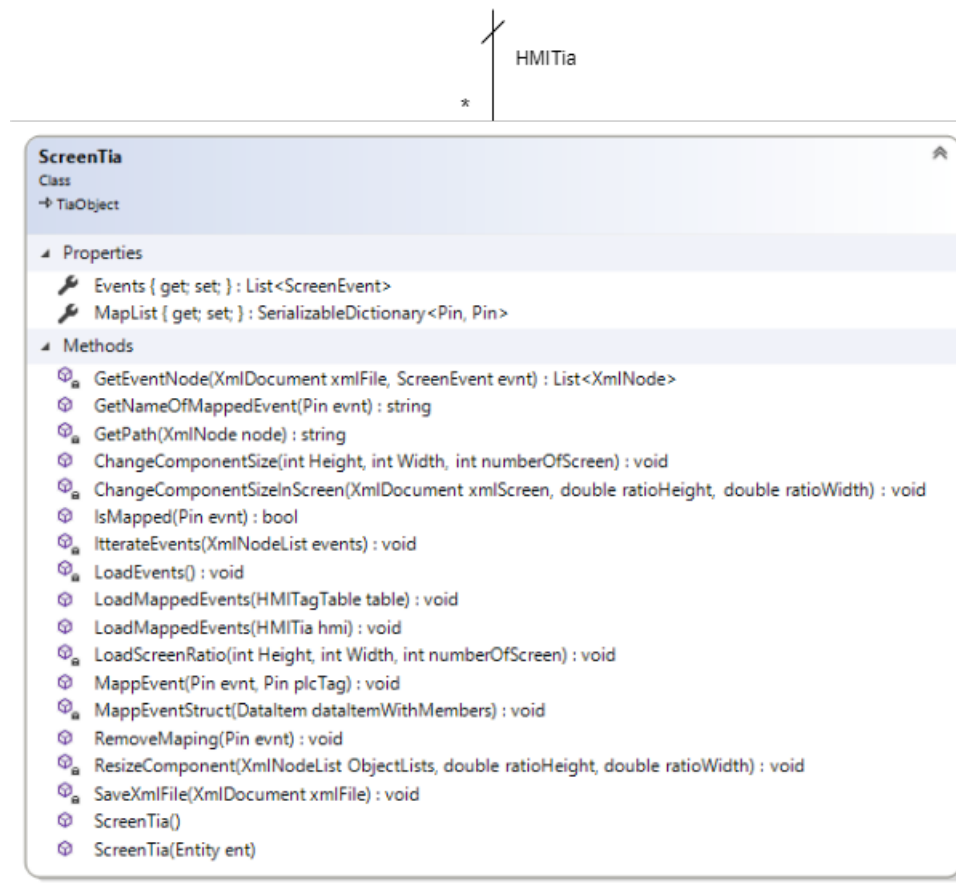 HMITia
*
ScreenTia
Class
TiaObject
Properties
Events { get; set; } : List<ScreenEvent>
MapList { get; set; } : SerializableDictionary<Pin, Pin>
Methods
GetEventNode(XmlDocument xmlFile, ScreenEvent evnt) : List<XmlNode>
GetNameOfMappedEvent(Pin evnt) : string
GetPath(XmlNode node) : string
ChangeComponentSize(int Height, int Width, int numberOfScreen) : void
ChangeComponentSizeInScreen(XmlDocument xmlScreen, double ratioHeight, double ratioWidth) : void
IsMapped(Pin evnt) : bool
ItterateEvents(XmlNodeList events) : void
LoadEvents() : void
LoadMappedEvents(HMITagTable table) : void
LoadMappedEvents(HMITia hmi) : void
LoadScreenRatio(int Height, int Width, int numberOfScreen) : void
MappEvent(Pin evnt, Pin plcTag) : void
MappEventStruct(DataItem dataItemWithMembers) : void
RemoveMaping(Pin evnt) : void
ResizeComponent(XmlNodeList ObjectLists, double ratioHeight, double ratioWidth) : void
SaveXmlFile(XmlDocument xmlFile) : void
ScreenTia()
ScreenTia(Entity ent)